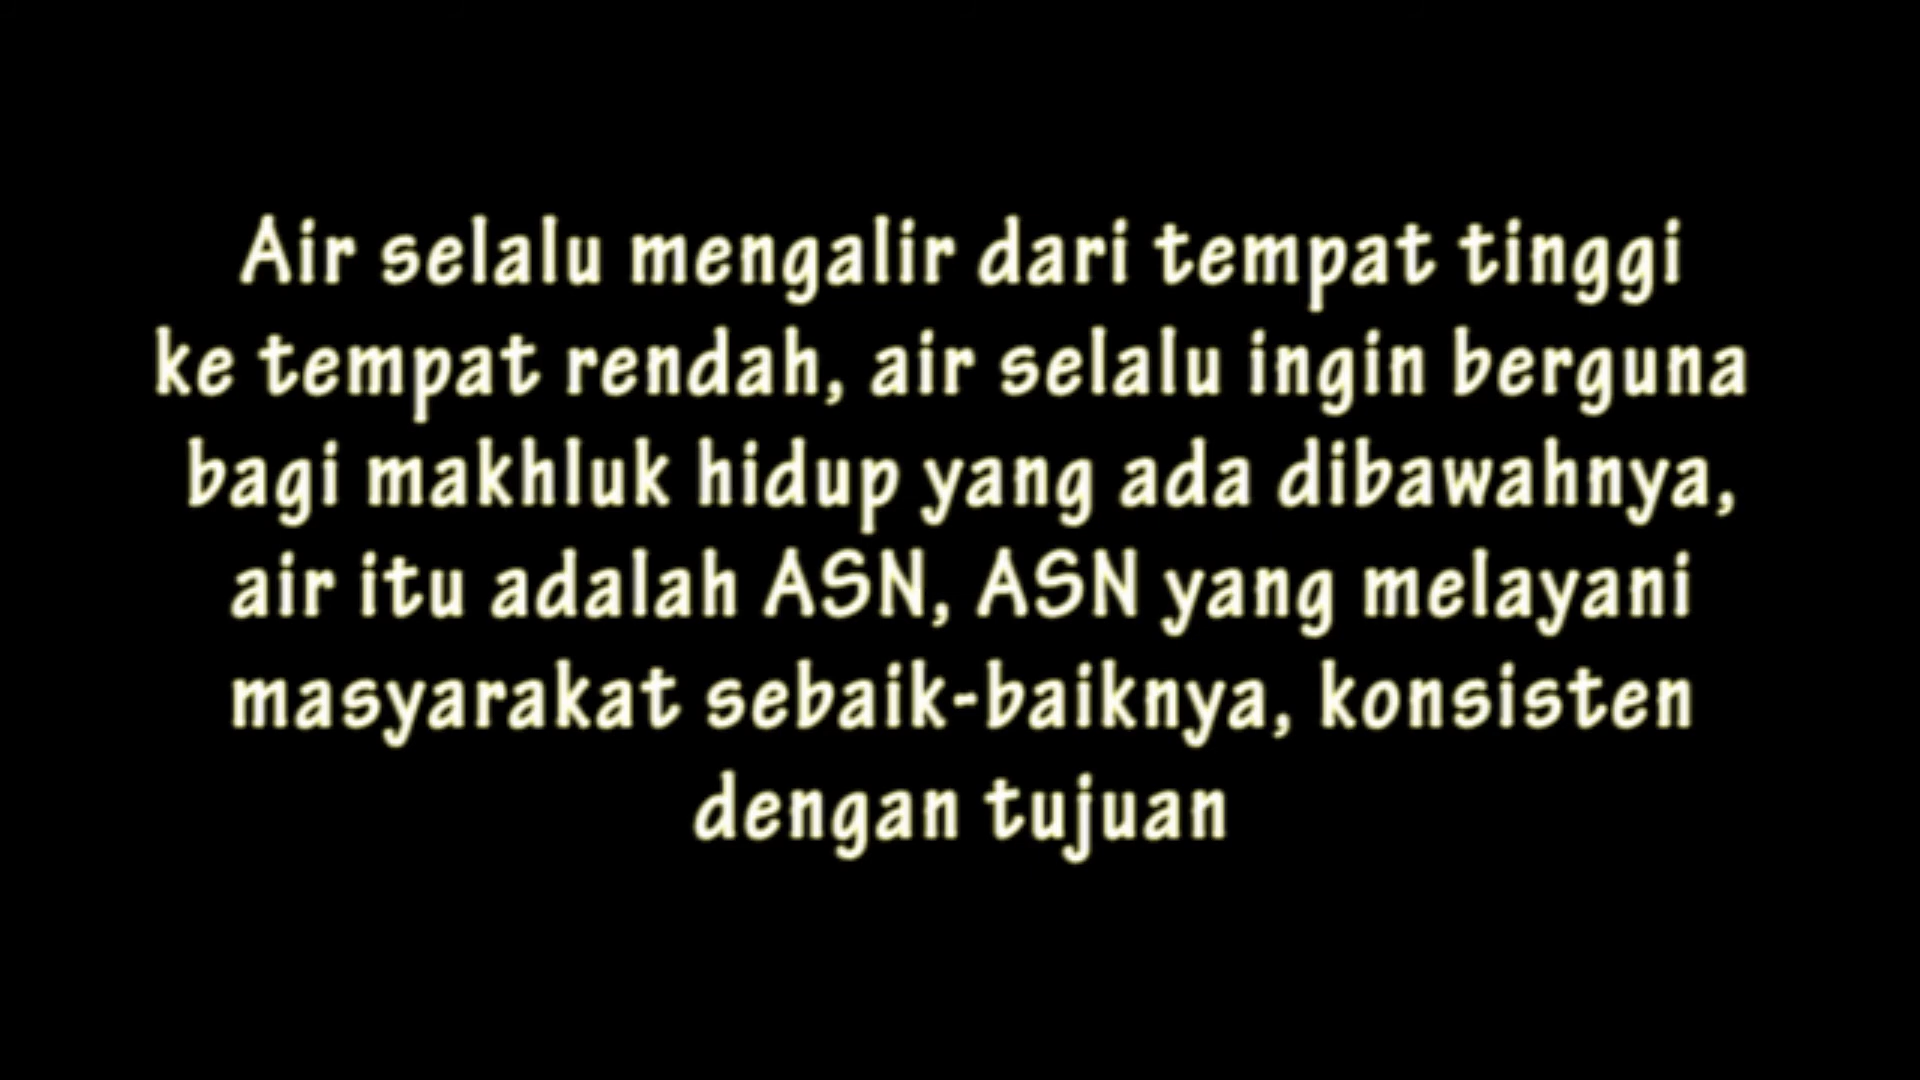 Air selalu mengalir dari tempat tinggi
ke tempat rendah, air selalu ingin berguna
bagi makhluk hidup yang ada dibawahnya,
air itu adalah ASN, ASN yang melayani
masyarakat sebaik-baiknya, konsisten
dengan tujuan